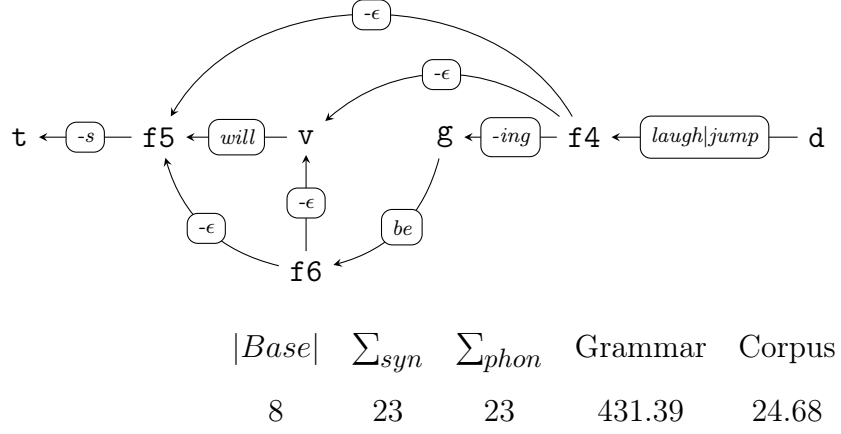 -ϵ
-ϵ
t -s f5 will v g -ing f4 laugh|jump d
-ϵ
-ϵ be
f6
|Base| ∑syn ∑phon Grammar Corpus
8 23 23 431.39 24.68